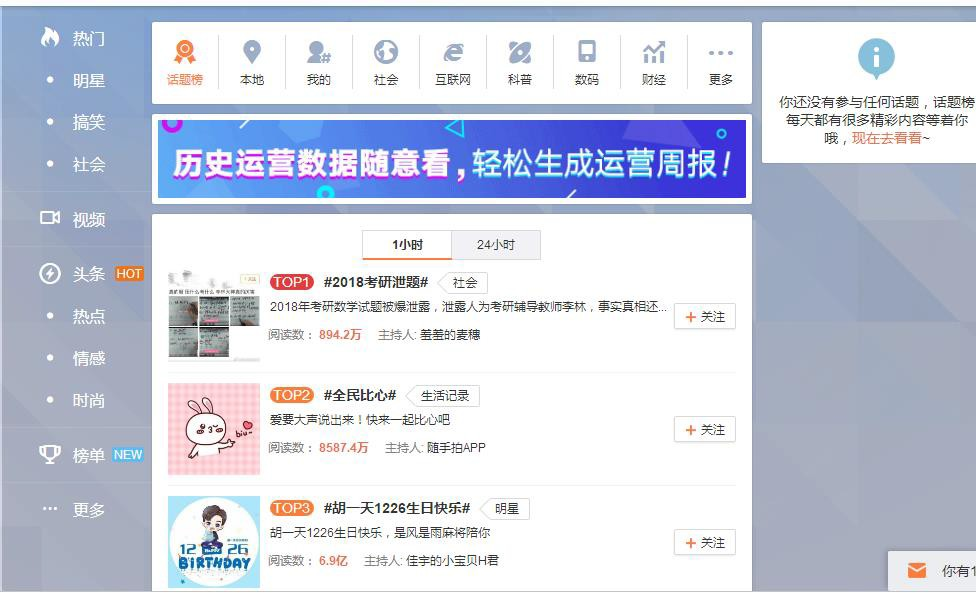 热门
明星
搞笑
社会
视频
头条 HOT
热点
情感
时尚
榜单 NEW
更多
话题榜
本地
我的
社会
互联网
科普
数码
财经
更多
历史运营数据随意看，轻松生成运营周报！
1小时
24小时
TOP1 #2018考研泄题# 社会
2018年考研数学试题被爆泄露，泄露人为考研辅导教师李林，事实真相还...
阅读数： 894.2万 主持人: 羞羞的麦穗
+ 关注
TOP2 #全民比心# 生活记录
爱要大声说出来！快来一起比心吧
阅读数： 8587.4万 主持人: 随手拍APP
+ 关注
biu~
TOP3 #胡一天1226生日快乐# 明星
胡一天1226生日快乐，是风是雨麻将陪你
阅读数： 6.9亿 主持人: 佳宇的小宝贝H君
+ 关注
12 26
HAPPY
BIRTHDAY
你还没有参与任何话题，话题榜
每天都有很多精彩内容等着你
哦，现在去看看~
你有1